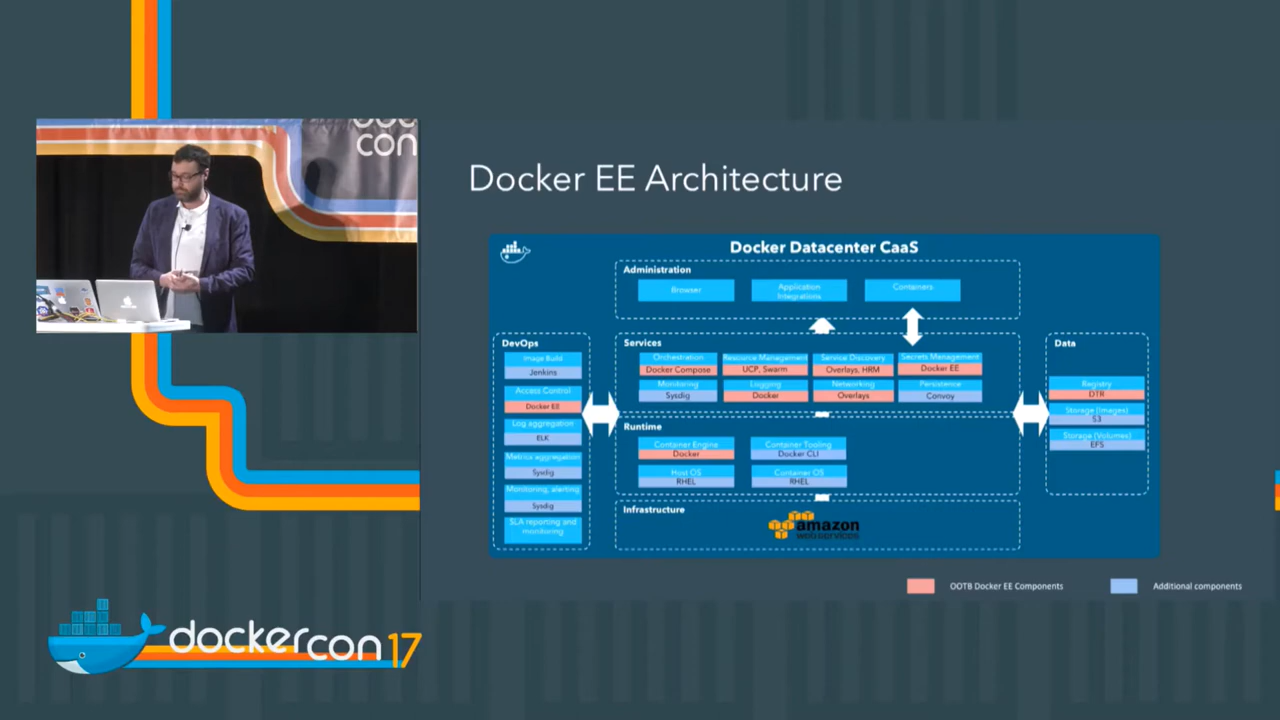 doc
con
Docker EE Architecture
Docker Datacenter CaaS
Administration
Browser
Application
Integrations
Containers
DevOps
Image Build
Jenkins
Access Control
Docker EE
Log aggregation
ELK
Metrics aggregation
Sysdig
Monitoring, alerting
Sysdig
SLA reporting and
monitoring
Services
Orchestration
Docker Compose
Resource Management
UCP, Swarm
Service Discovery
Overlays, HRM
Secrets Management
Docker EE
Monitoring
Sysdig
Logging
Docker
Networking
Overlays
Persistence
Convoy
Runtime
Container Engine
Docker
Container Tooling
Docker CLI
Host OS
RHEL
Container OS
RHEL
Infrastructure
amazon
web services
Data
Registry
DTR
Storage (Images)
S3
Storage (Volumes)
EFS
OOTB Docker EE Components
Additional components
dockercon 17